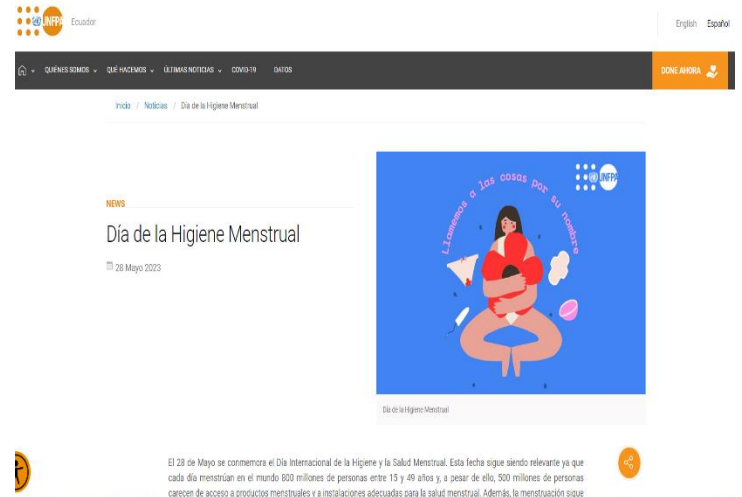 UNFPA Ecuador
English Español
QUIÉNES SOMOS QUÉ HACEMOS ÚLTIMAS NOTICIAS COVID-19 DATOS
DONE AHORA
Inicio / Noticias / Día de la Higiene Menstrual
UNFPA
Llamemos a las cosas por su nombre
NEWS
Día de la Higiene Menstrual
28 Mayo 2023
Día de la Higiene Menstrual
El 28 de Mayo se conmemora el Día Internacional de la Higiene y la Salud Menstrual. Esta fecha sigue siendo relevante ya que
cada día menstrúan en el mundo 800 millones de personas entre 15 y 49 años y, a pesar de ello, 500 millones de personas
carecen de acceso a productos menstruales y a instalaciones adecuadas para la salud menstrual. Además, la menstruación sigue